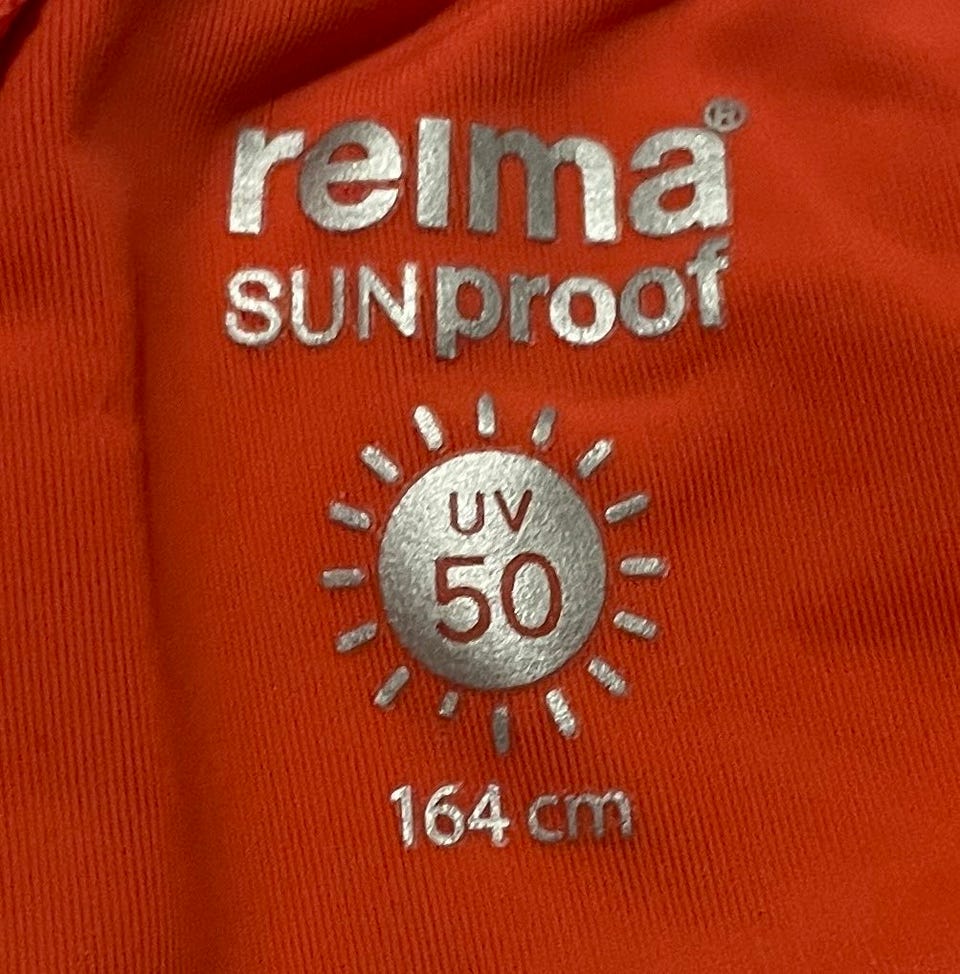 reima®
SUNproof
UV
50
164 cm